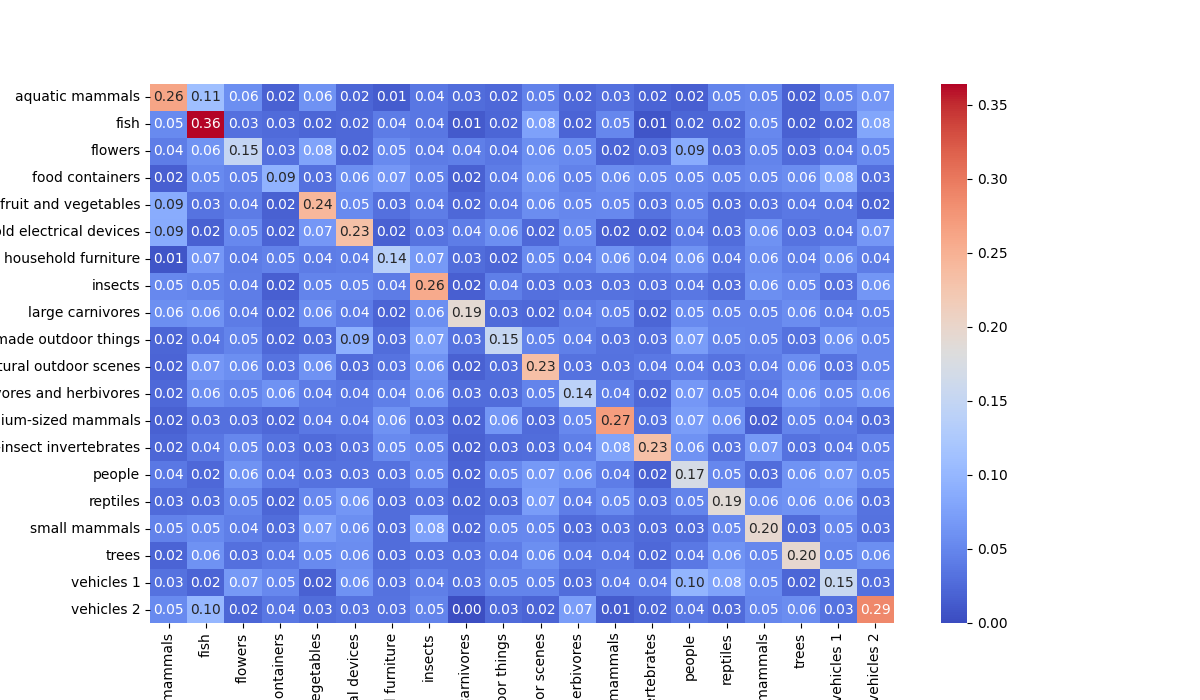 aquatic mammals 0.26 0.11 0.06 0.02 0.06 0.02 0.01 0.04 0.03 0.02 0.05 0.02 0.03 0.02 0.02 0.05 0.05 0.02 0.05 0.07
fish 0.05 0.36 0.03 0.03 0.02 0.02 0.04 0.04 0.01 0.02 0.08 0.02 0.05 0.01 0.02 0.02 0.05 0.02 0.02 0.08
flowers 0.04 0.06 0.15 0.03 0.08 0.02 0.05 0.04 0.04 0.04 0.06 0.05 0.02 0.03 0.09 0.03 0.05 0.03 0.04 0.05
food containers 0.02 0.05 0.05 0.09 0.03 0.06 0.07 0.05 0.02 0.04 0.06 0.05 0.06 0.05 0.05 0.05 0.05 0.06 0.08 0.03
fruit and vegetables 0.09 0.03 0.04 0.02 0.24 0.05 0.03 0.04 0.02 0.04 0.06 0.05 0.05 0.03 0.05 0.03 0.03 0.04 0.04 0.02
old electrical devices 0.09 0.02 0.05 0.02 0.07 0.23 0.02 0.03 0.04 0.06 0.02 0.05 0.02 0.02 0.04 0.03 0.06 0.03 0.04 0.07
household furniture 0.01 0.07 0.04 0.05 0.04 0.04 0.14 0.07 0.03 0.02 0.05 0.04 0.06 0.04 0.06 0.04 0.06 0.04 0.06 0.04
insects 0.05 0.05 0.04 0.02 0.05 0.05 0.04 0.26 0.02 0.04 0.03 0.03 0.03 0.03 0.04 0.03 0.06 0.05 0.03 0.06
large carnivores 0.06 0.06 0.04 0.02 0.06 0.04 0.02 0.06 0.19 0.03 0.02 0.04 0.05 0.02 0.05 0.05 0.05 0.06 0.04 0.05
made outdoor things 0.02 0.04 0.05 0.02 0.03 0.09 0.03 0.07 0.03 0.15 0.05 0.04 0.03 0.03 0.07 0.05 0.05 0.03 0.06 0.05
tural outdoor scenes 0.02 0.07 0.06 0.03 0.06 0.03 0.03 0.06 0.02 0.03 0.23 0.03 0.03 0.04 0.04 0.03 0.04 0.06 0.03 0.05
ores and herbivores 0.02 0.06 0.05 0.06 0.04 0.04 0.04 0.06 0.03 0.03 0.05 0.14 0.04 0.02 0.07 0.05 0.04 0.06 0.05 0.06
ium-sized mammals 0.02 0.03 0.03 0.02 0.04 0.04 0.06 0.03 0.02 0.06 0.03 0.05 0.27 0.03 0.07 0.06 0.02 0.05 0.04 0.03
insect invertebrates 0.02 0.04 0.05 0.03 0.03 0.03 0.05 0.05 0.02 0.03 0.03 0.04 0.08 0.23 0.06 0.03 0.07 0.03 0.04 0.05
people 0.04 0.02 0.06 0.04 0.03 0.03 0.03 0.05 0.02 0.05 0.07 0.06 0.04 0.02 0.17 0.05 0.03 0.06 0.07 0.05
reptiles 0.03 0.03 0.05 0.02 0.05 0.06 0.03 0.03 0.02 0.03 0.07 0.04 0.05 0.03 0.05 0.19 0.06 0.06 0.06 0.03
small mammals 0.05 0.05 0.04 0.03 0.07 0.06 0.03 0.08 0.02 0.05 0.05 0.03 0.03 0.03 0.03 0.05 0.20 0.03 0.05 0.03
trees 0.02 0.06 0.03 0.04 0.05 0.06 0.03 0.03 0.03 0.04 0.06 0.04 0.04 0.02 0.04 0.06 0.05 0.20 0.05 0.06
vehicles 1 0.03 0.02 0.07 0.05 0.02 0.06 0.03 0.04 0.03 0.05 0.05 0.03 0.04 0.04 0.10 0.08 0.05 0.02 0.15 0.03
vehicles 2 0.05 0.10 0.02 0.04 0.03 0.03 0.03 0.05 0.00 0.03 0.02 0.07 0.01 0.02 0.04 0.03 0.05 0.06 0.03 0.29
mammals
fish
flowers
ontainers
egetables
al devices
furniture
insects
arnivores
oor things
or scenes
erbivores
mammals
ertebrates
people
reptiles
mammals
trees
vehicles 1
vehicles 2
0.35
0.30
0.25
0.20
0.15
0.10
0.05
0.00